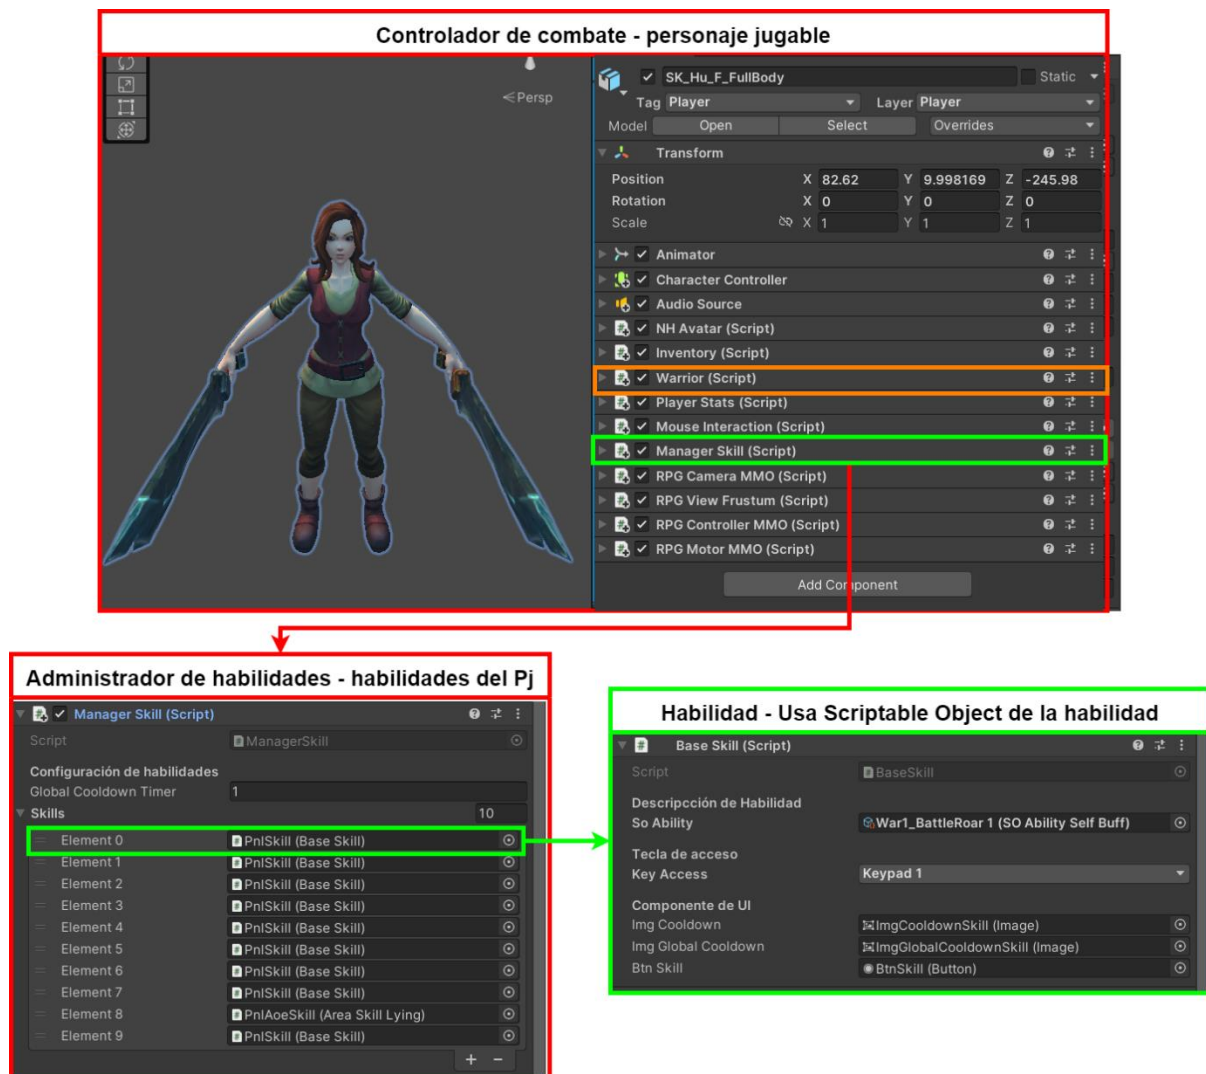 Controlador de combate - personaje jugable
Persp
SK_Hu_F_FullBody Static
Tag Player Layer Player
Model Open Select Overrides
Transform
Position X 82.62 Y 9.998169 Z -245.98
Rotation X 0 Y 0 Z 0
Scale X 1 Y 1 Z 1
Animator
Character Controller
Audio Source
NH Avatar (Script)
Inventory (Script)
Warrior (Script)
Player Stats (Script)
Mouse Interaction (Script)
Manager Skill (Script)
RPG Camera MMO (Script)
RPG View Frustum (Script)
RPG Controller MMO (Script)
RPG Motor MMO (Script)
Add Component
Administrador de habilidades - habilidades del Pj
Manager Skill (Script)
Script ManagerSkill
Configuración de habilidades
Global Cooldown Timer 1
Skills 10
Element 0 PnlSkill (Base Skill)
Element 1 PnlSkill (Base Skill)
Element 2 PnlSkill (Base Skill)
Element 3 PnlSkill (Base Skill)
Element 4 PnlSkill (Base Skill)
Element 5 PnlSkill (Base Skill)
Element 6 PnlSkill (Base Skill)
Element 7 PnlSkill (Base Skill)
Element 8 PnlAoeSkill (Area Skill Lying)
Element 9 PnlSkill (Base Skill)
+ -
Habilidad - Usa Scriptable Object de la habilidad
Base Skill (Script)
Script BaseSkill
Descripcción de Habilidad
So Ability War1_BattleRoar 1 (SO Ability Self Buff)
Tecla de acceso
Key Access Keypad 1
Componente de UI
Img Cooldown ImgCooldownSkill (Image)
Img Global Cooldown ImgGlobalCooldownSkill (Image)
Btn Skill BtnSkill (Button)